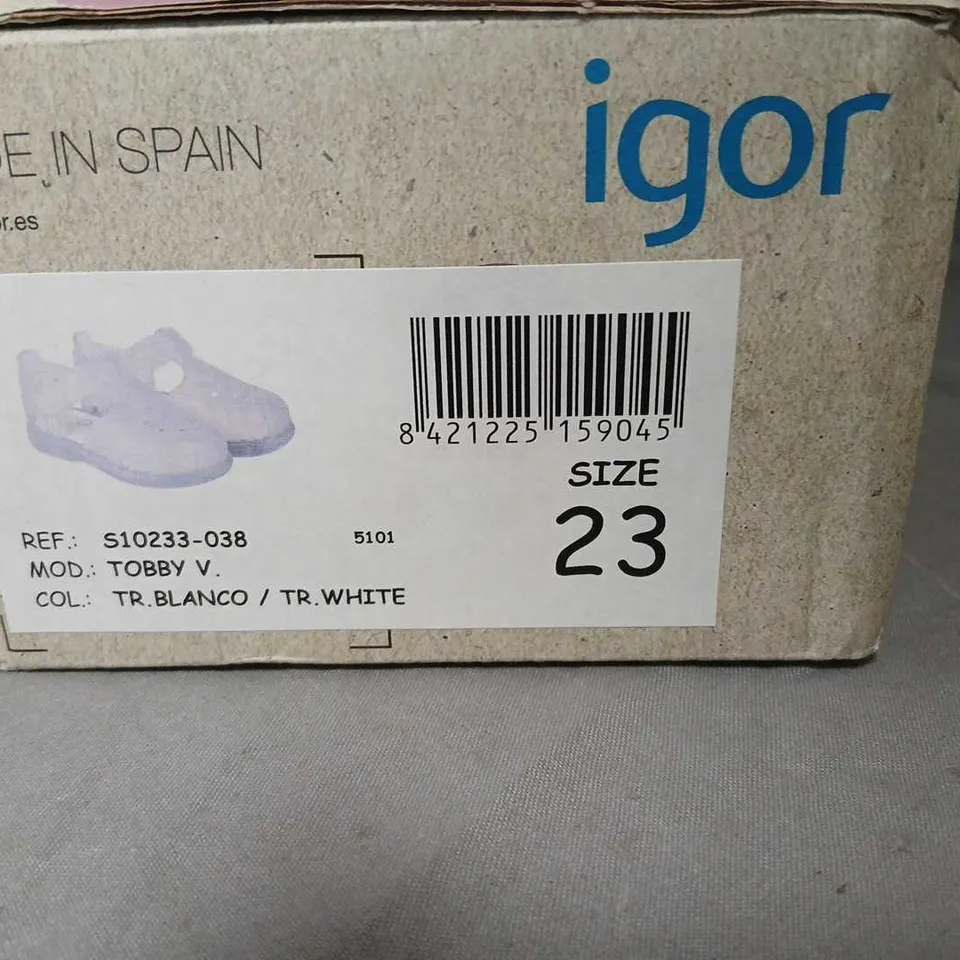 igor
DE IN SPAIN
or.es
8 421225 159045
SIZE
23
REF.: S10233-038 5101
MOD.: TOBBY V.
COL.: TR.BLANCO / TR.WHITE